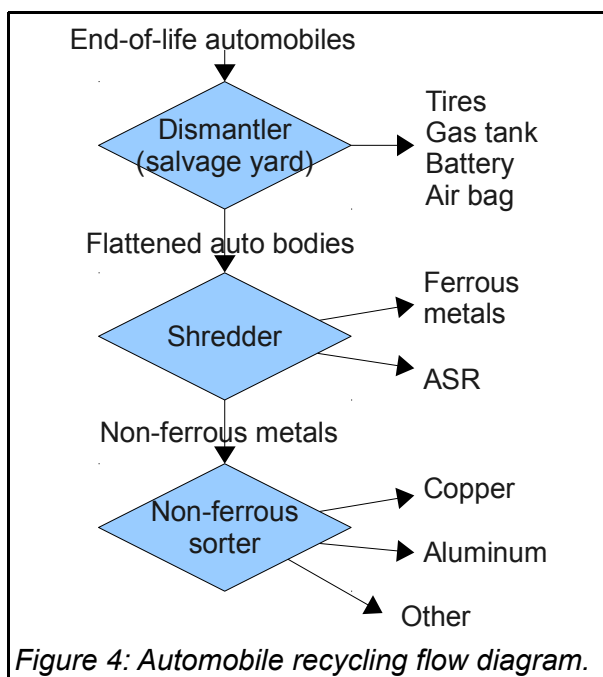 End-of-life automobiles
Dismantler
(salvage yard)
Tires
Gas tank
Battery
Air bag
Flattened auto bodies
Shredder
Ferrous
metals
ASR
Non-ferrous metals
Non-ferrous
sorter
Copper
Aluminum
Other
Figure 4: Automobile recycling flow diagram.